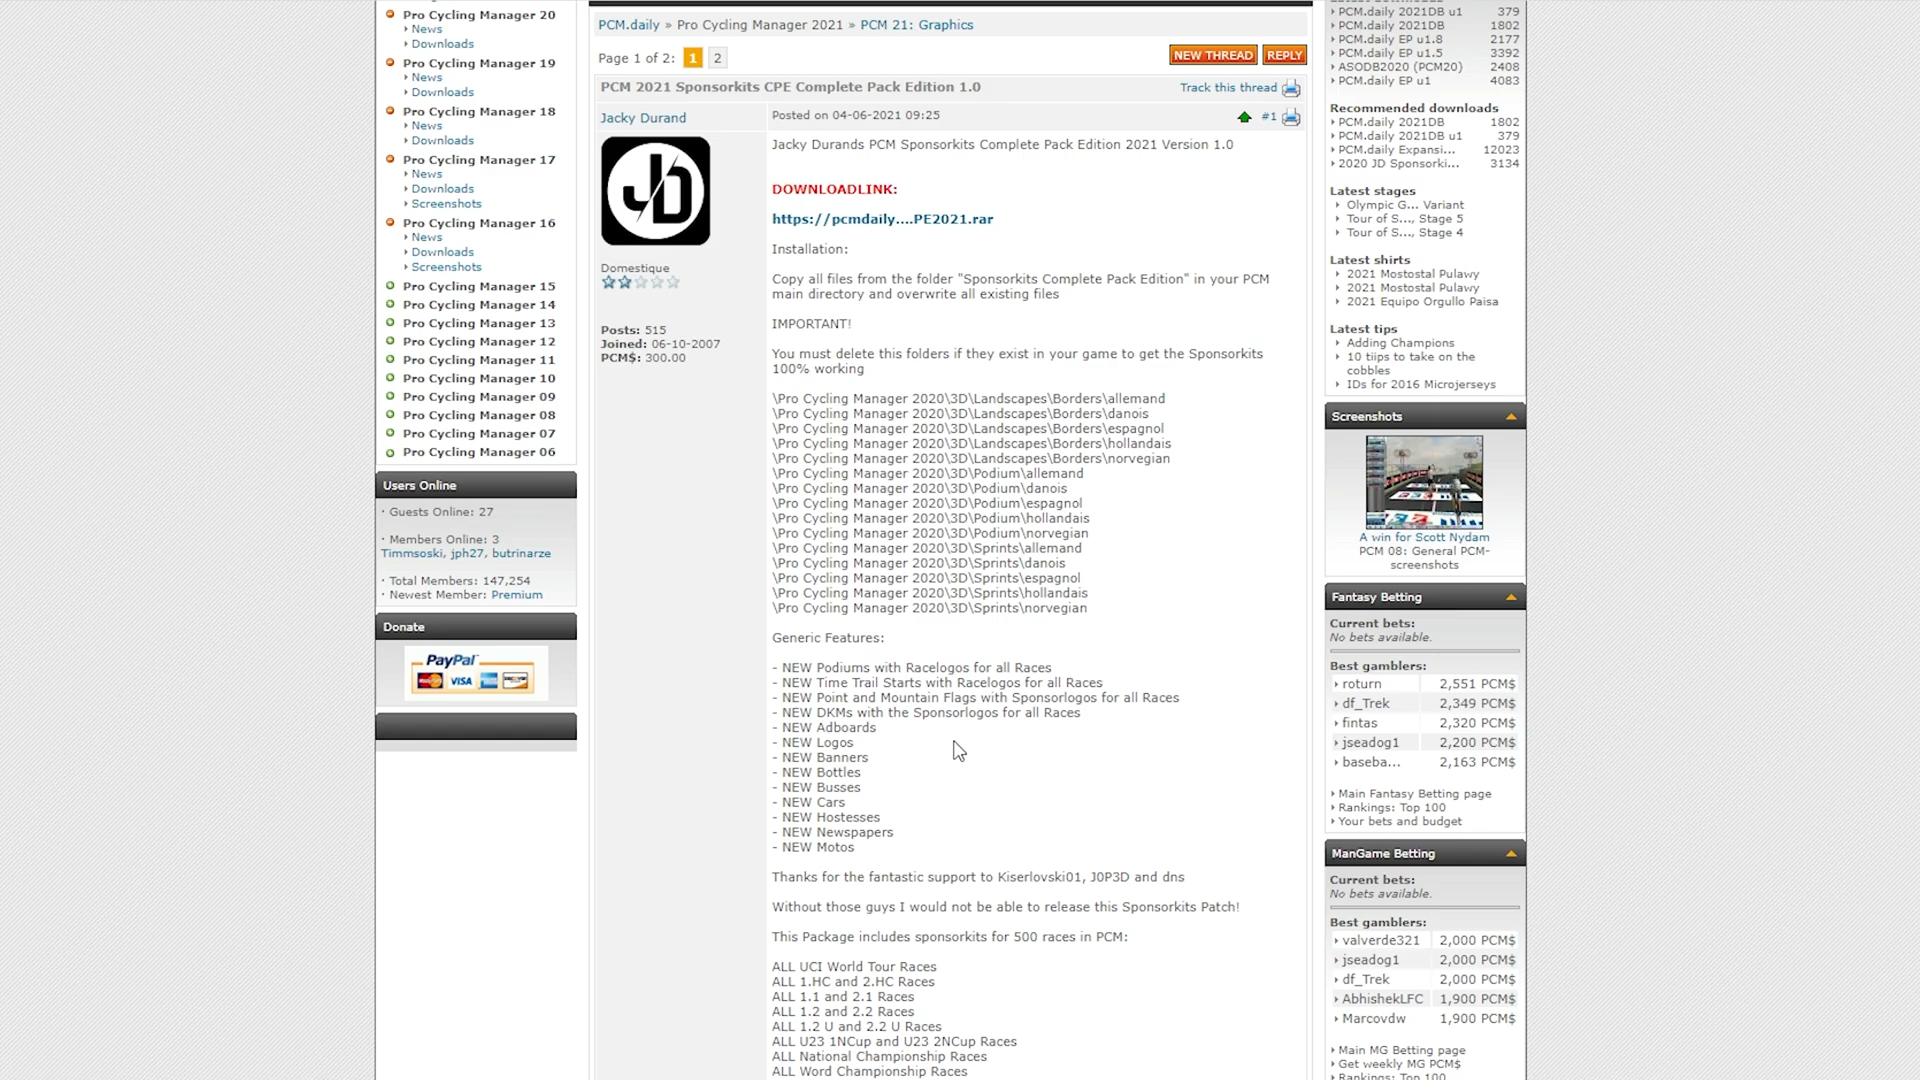 Pro Cycling Manager 20
News
Downloads
Pro Cycling Manager 19
News
Downloads
Pro Cycling Manager 18
News
Downloads
Pro Cycling Manager 17
News
Downloads
Screenshots
Pro Cycling Manager 16
News
Downloads
Screenshots
Pro Cycling Manager 15
Pro Cycling Manager 14
Pro Cycling Manager 13
Pro Cycling Manager 12
Pro Cycling Manager 11
Pro Cycling Manager 10
Pro Cycling Manager 09
Pro Cycling Manager 08
Pro Cycling Manager 07
Pro Cycling Manager 06
Users Online
· Guests Online: 27
· Members Online: 3
Timmsoski, jph27, butrinarze
· Total Members: 147,254
· Newest Member: Premium
Donate
PayPal
VISA
PCM.daily » Pro Cycling Manager 2021 » PCM 21: Graphics
Page 1 of 2: 1 2
NEW THREAD REPLY
PCM 2021 Sponsorkits CPE Complete Pack Edition 1.0
Track this thread
Jacky Durand
Posted on 04-06-2021 09:25
#1
JD
Domestique
Posts: 515
Joined: 06-10-2007
PCM$: 300.00
Jacky Durands PCM Sponsorkits Complete Pack Edition 2021 Version 1.0
DOWNLOADLINK:
https://pcmdaily....PE2021.rar
Installation:
Copy all files from the folder "Sponsorkits Complete Pack Edition" in your PCM
main directory and overwrite all existing files
IMPORTANT!
You must delete this folders if they exist in your game to get the Sponsorkits
100% working
\Pro Cycling Manager 2020\3D\Landscapes\Borders\allemand
\Pro Cycling Manager 2020\3D\Landscapes\Borders\danois
\Pro Cycling Manager 2020\3D\Landscapes\Borders\espagnol
\Pro Cycling Manager 2020\3D\Landscapes\Borders\hollandais
\Pro Cycling Manager 2020\3D\Landscapes\Borders\norvegian
\Pro Cycling Manager 2020\3D\Podium\allemand
\Pro Cycling Manager 2020\3D\Podium\danois
\Pro Cycling Manager 2020\3D\Podium\espagnol
\Pro Cycling Manager 2020\3D\Podium\hollandais
\Pro Cycling Manager 2020\3D\Podium\norvegian
\Pro Cycling Manager 2020\3D\Sprints\allemand
\Pro Cycling Manager 2020\3D\Sprints\danois
\Pro Cycling Manager 2020\3D\Sprints\espagnol
\Pro Cycling Manager 2020\3D\Sprints\hollandais
\Pro Cycling Manager 2020\3D\Sprints\norvegian
Generic Features:
- NEW Podiums with Racelogos for all Races
- NEW Time Trail Starts with Racelogos for all Races
- NEW Point and Mountain Flags with Sponsorlogos for all Races
- NEW DKMs with the Sponsorlogos for all Races
- NEW Adboards
- NEW Logos
- NEW Banners
- NEW Bottles
- NEW Busses
- NEW Cars
- NEW Hostesses
- NEW Newspapers
- NEW Motos
Thanks for the fantastic support to Kiserlovski01, J0P3D and dns
Without those guys I would not be able to release this Sponsorkits Patch!
This Package includes sponsorkits for 500 races in PCM:
ALL UCI World Tour Races
ALL 1.HC and 2.HC Races
ALL 1.1 and 2.1 Races
ALL 1.2 and 2.2 Races
ALL 1.2 U and 2.2 U Races
ALL U23 1NCup and U23 2NCup Races
ALL National Championship Races
ALL Word Championship Races
PCM.daily 2021DB u1 379
PCM.daily 2021DB 1802
PCM.daily EP u1.8 2177
PCM.daily EP u1.5 3392
ASODB2020 (PCM20) 2408
PCM.daily EP u1 4083
Recommended downloads
PCM.daily 2021DB 1802
PCM.daily 2021DB u1 379
PCM.daily Expansi... 12023
2020 JD Sponsorki... 3134
Latest stages
Olympic G... Variant
Tour of S..., Stage 5
Tour of S..., Stage 4
Latest shirts
2021 Mostostal Pulawy
2021 Mostostal Pulawy
2021 Equipo Orgullo Paisa
Latest tips
Adding Champions
10 tiips to take on the
cobbles
IDs for 2016 Microjerseys
Screenshots
A win for Scott Nydam
PCM 08: General PCM-
screenshots
Fantasy Betting
Current bets:
No bets available.
Best gamblers:
roturn 2,551 PCM$
df_Trek 2,349 PCM$
fintas 2,320 PCM$
jseadog1 2,200 PCM$
baseba... 2,163 PCM$
Main Fantasy Betting page
Rankings: Top 100
Your bets and budget
ManGame Betting
Current bets:
No bets available.
Best gamblers:
valverde321 2,000 PCM$
jseadog1 2,000 PCM$
df_Trek 2,000 PCM$
AbhishekLFC 1,900 PCM$
Marcovdw 1,900 PCM$
Main MG Betting page
Get weekly MG PCM$
Rankings: Top 100